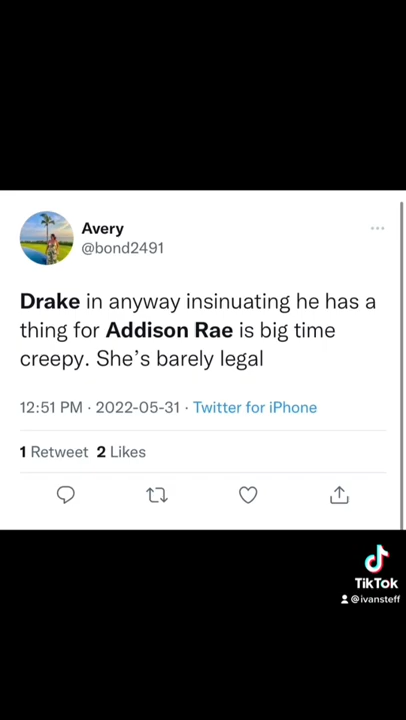 Avery
@bond2491
Drake in anyway insinuating he has a
thing for Addison Rae is big time
creepy. She’s barely legal
12:51 PM · 2022-05-31 · Twitter for iPhone
1 Retweet 2 Likes
TikTok
@ivansteff